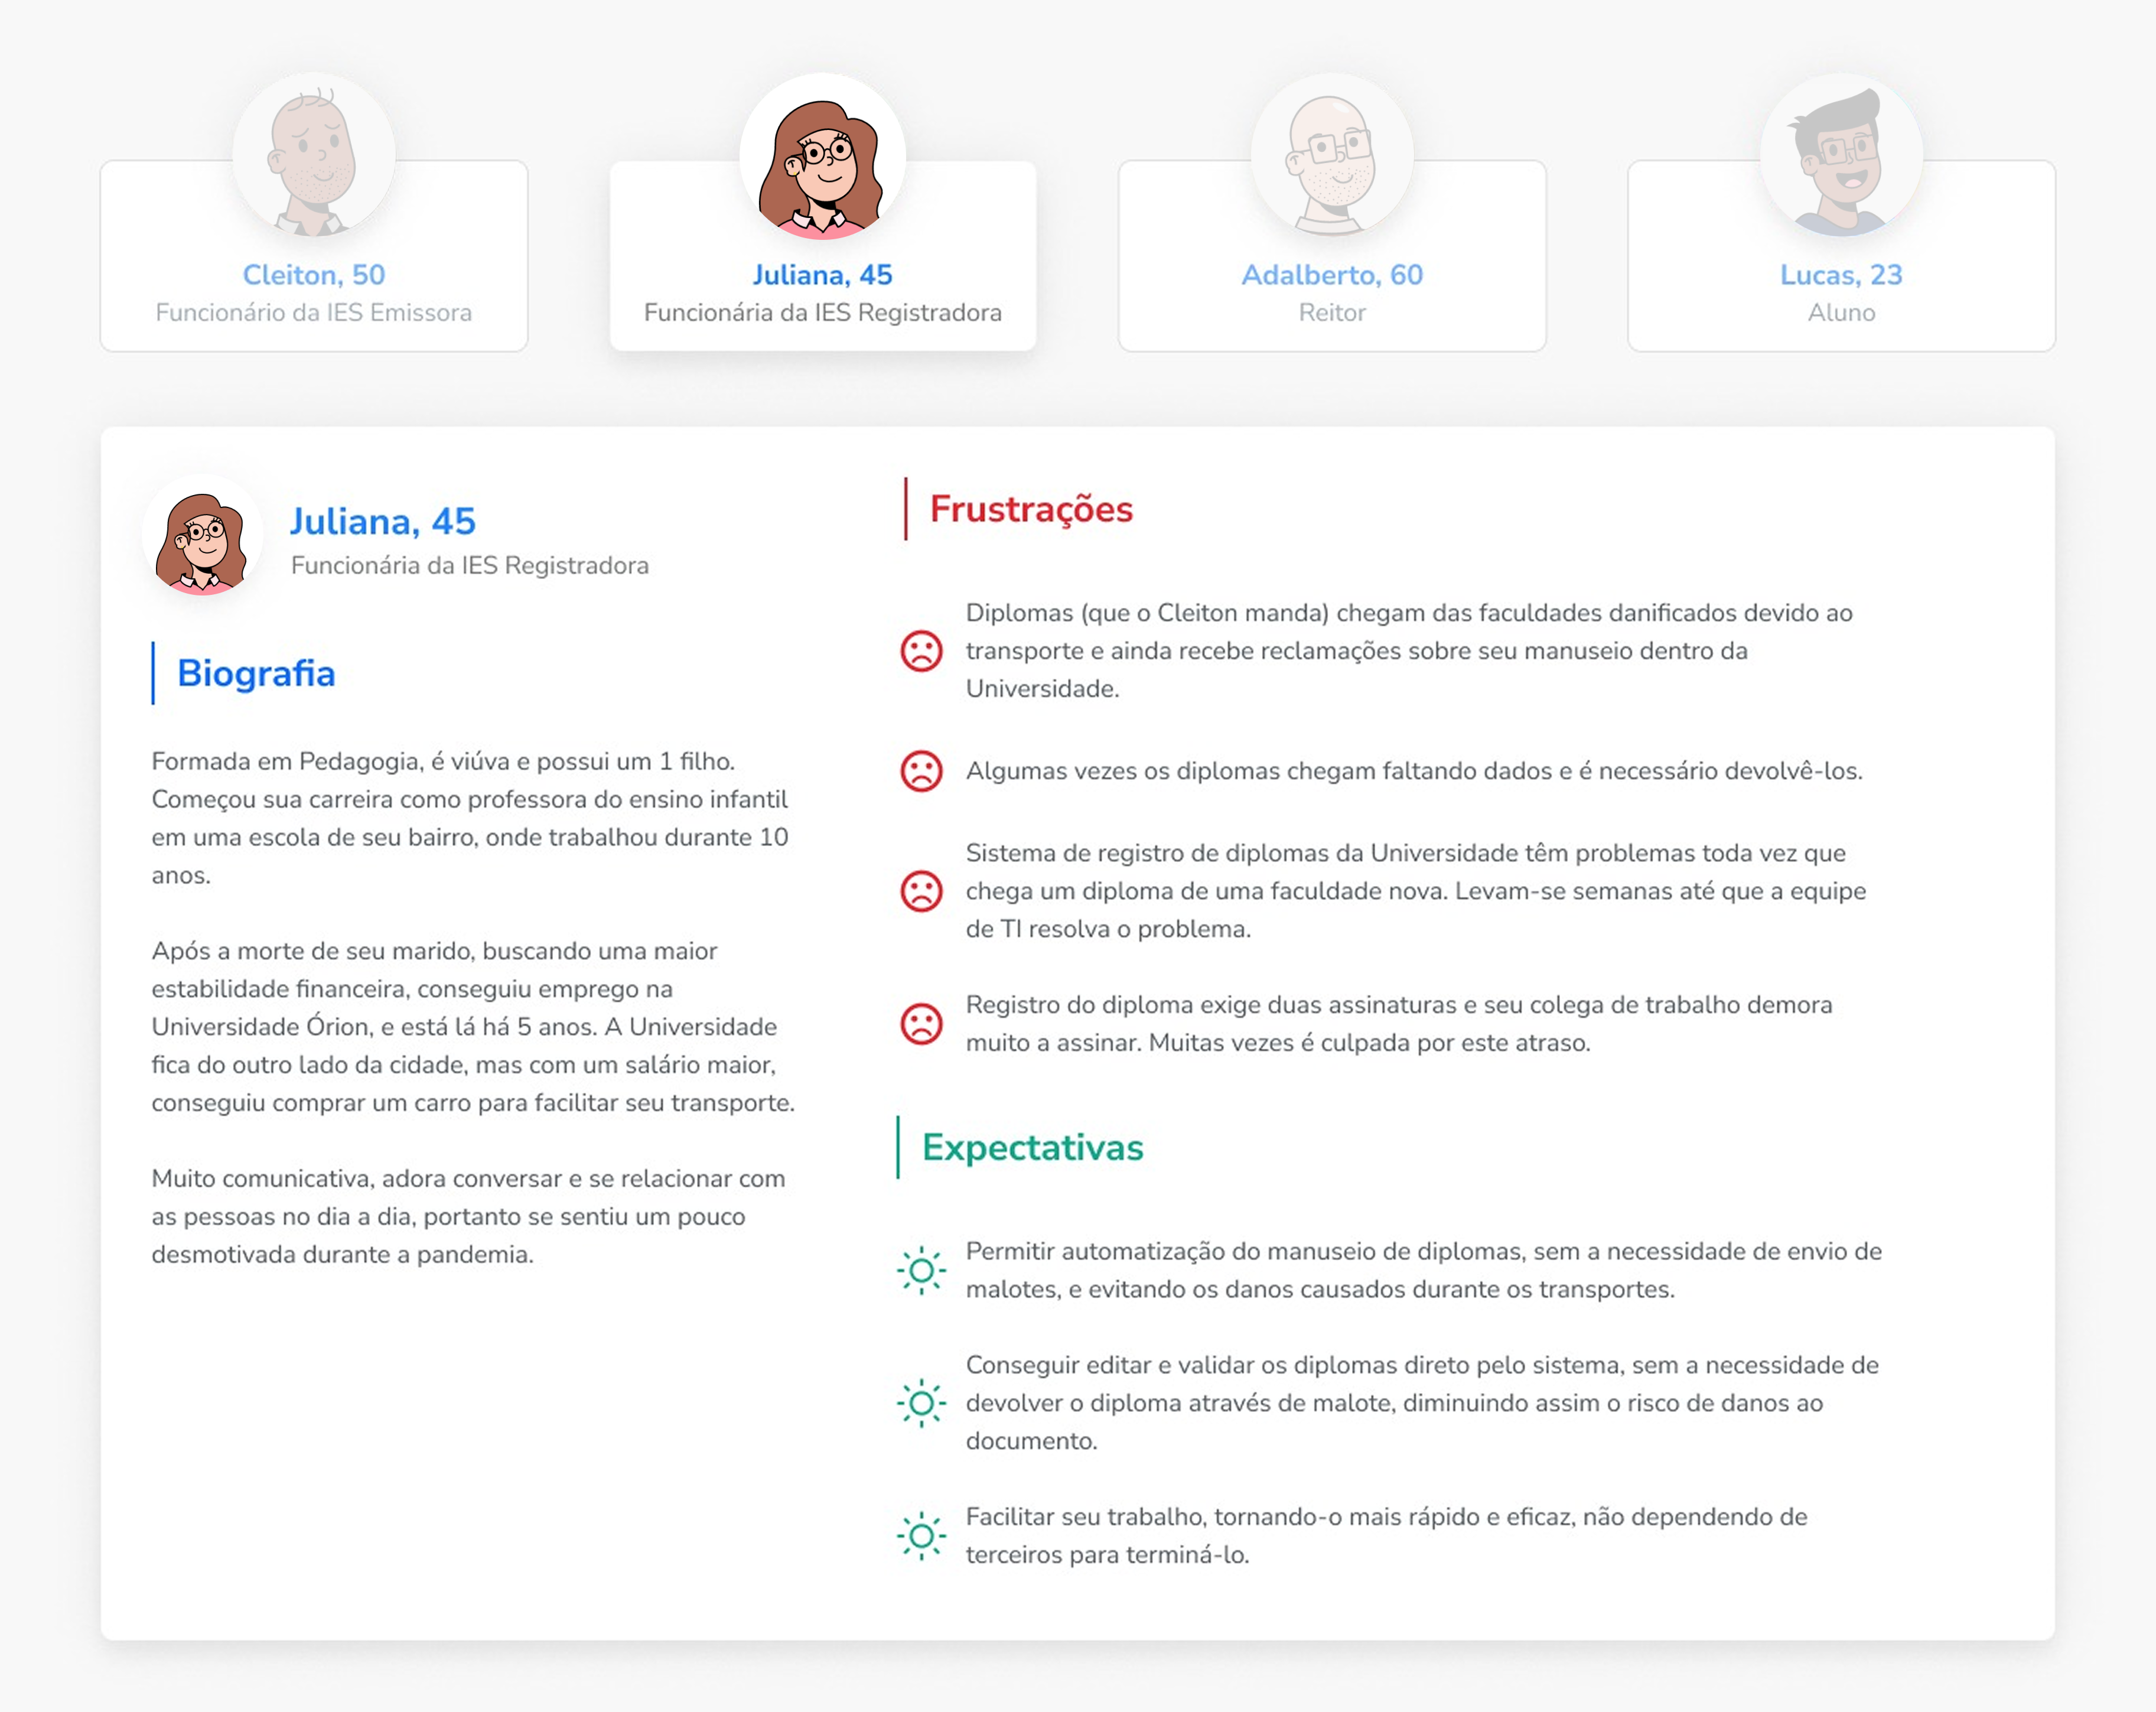 Cleiton, 50
Funcionário da IES Emissora
Juliana, 45
Funcionária da IES Registradora
Adalberto, 60
Reitor
Lucas, 23
Aluno
Juliana, 45
Funcionária da IES Registradora
Biografia
Formada em Pedagogia, é viúva e possui um 1 filho.
Começou sua carreira como professora do ensino infantil
em uma escola de seu bairro, onde trabalhou durante 10
anos.
Após a morte de seu marido, buscando uma maior
estabilidade financeira, conseguiu emprego na
Universidade Órion, e está lá há 5 anos. A Universidade
fica do outro lado da cidade, mas com um salário maior,
conseguiu comprar um carro para facilitar seu transporte.
Muito comunicativa, adora conversar e se relacionar com
as pessoas no dia a dia, portanto se sentiu um pouco
desmotivada durante a pandemia.
Frustrações
Diplomas (que o Cleiton manda) chegam das faculdades danificados devido ao
transporte e ainda recebe reclamações sobre seu manuseio dentro da
Universidade.
Algumas vezes os diplomas chegam faltando dados e é necessário devolvê-los.
Sistema de registro de diplomas da Universidade têm problemas toda vez que
chega um diploma de uma faculdade nova. Levam-se semanas até que a equipe
de TI resolva o problema.
Registro do diploma exige duas assinaturas e seu colega de trabalho demora
muito a assinar. Muitas vezes é culpada por este atraso.
Expectativas
Permitir automatização do manuseio de diplomas, sem a necessidade de envio de
malotes, e evitando os danos causados durante os transportes.
Conseguir editar e validar os diplomas direto pelo sistema, sem a necessidade de
devolver o diploma através de malote, diminuindo assim o risco de danos ao
documento.
Facilitar seu trabalho, tornando-o mais rápido e eficaz, não dependendo de
terceiros para terminá-lo.